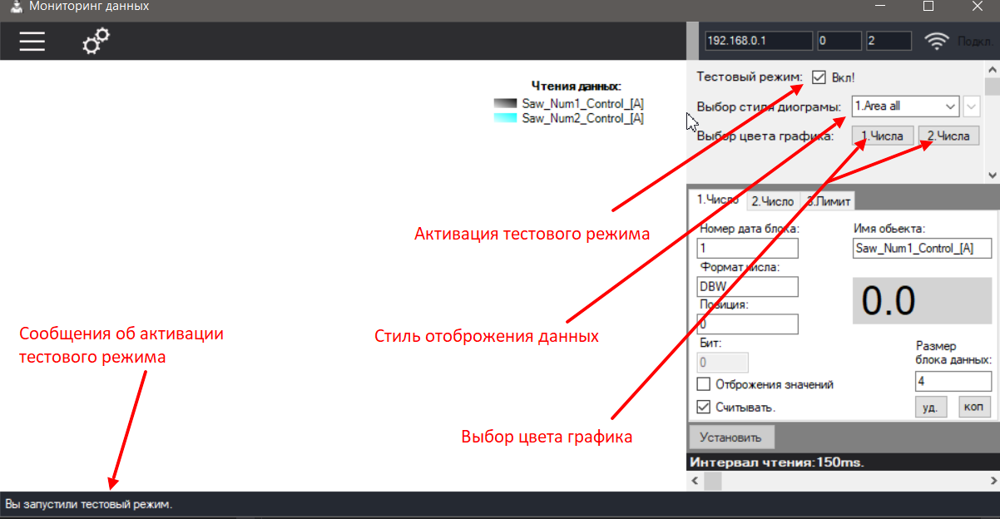 Мониторинг данных
192.168.0.1 0 2 Подкл.
Тестовый режим: Вкл!
Чтения данных:
Saw_Num1_Control_[A]
Saw_Num2_Control_[A]
Выбор стиля диограмы: 1.Area all
Выбор цвета графика: 1.Числа 2.Числа
1.Число 2.Число 3.Лимит
Активация тестового режима
Номер дата блока: Имя обьекта:
1 Saw_Num1_Control_[A]
Формат числа:
DBW
0.0
Позиция:
0
Сообщения об активации
тестового режима
Стиль отоброжения данных
Бит:
0
Размер
блока данных:
4
Отброжения значений
Считывать.
уд. коп
Выбор цвета графика
Установить
Интервал чтения:150ms.
Вы запустили тестовый режим.